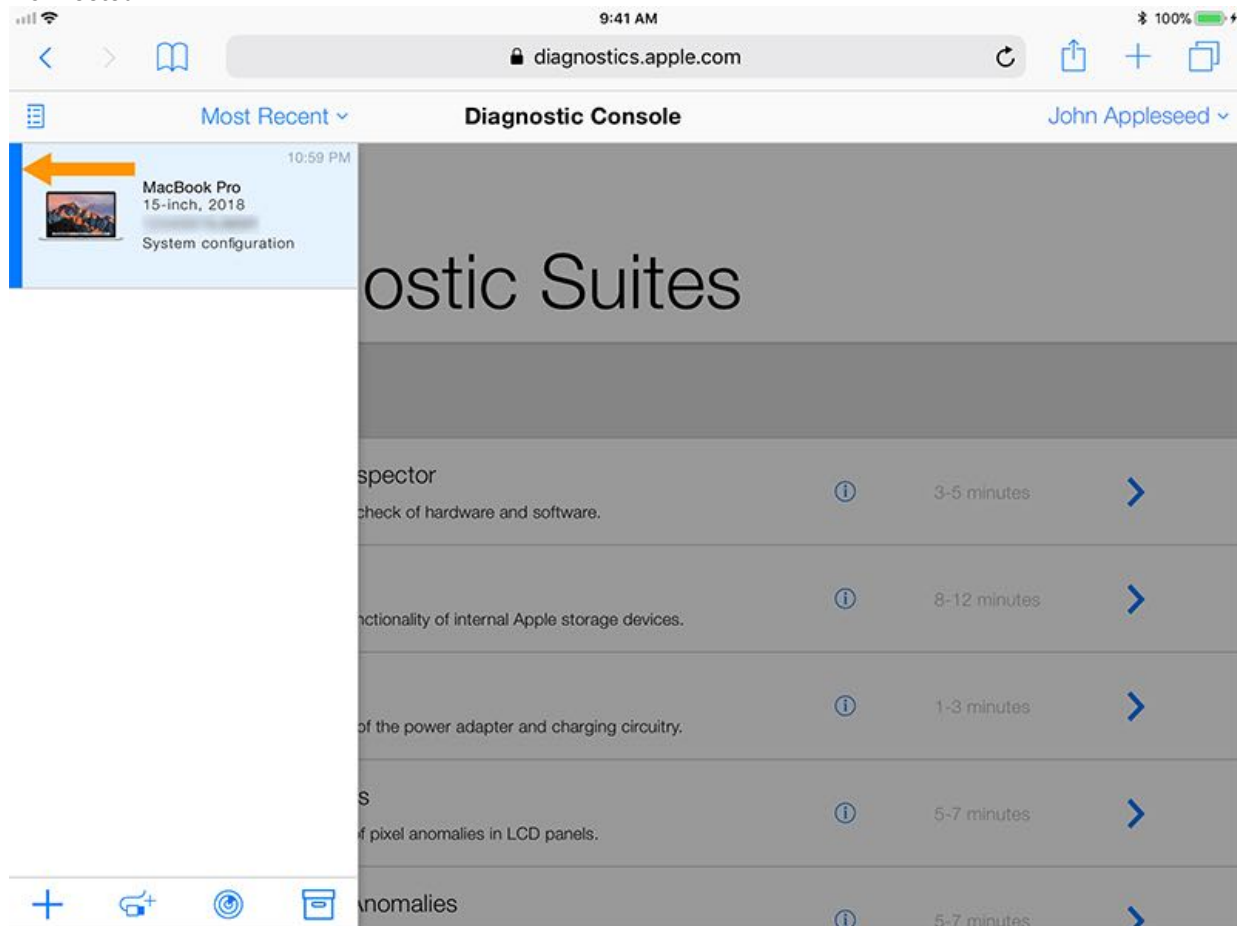 9:41 AM
100%
diagnostics.apple.com
Most Recent
Diagnostic Console
John Appleseed
10:59 PM
MacBook Pro
15-inch, 2018
System configuration
ostic Suites
spector
check of hardware and software.
3-5 minutes
nctionality of internal Apple storage devices.
8-12 minutes
of the power adapter and charging circuitry.
1-3 minutes
s
of pixel anomalies in LCD panels.
5-7 minutes
Anomalies
5-7 minutes